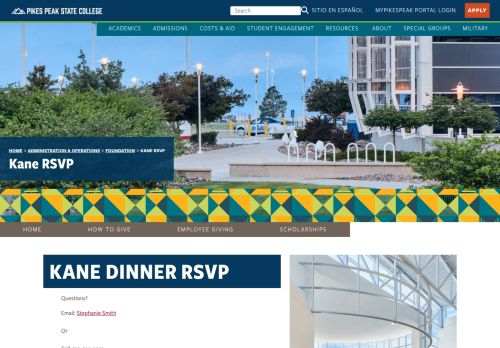 PIKES PEAK STATE COLLEGE
Search
SITIO EN ESPAÑOL
MYPIKESPEAK PORTAL LOGIN
APPLY
ACADEMICS ADMISSIONS COSTS & AID STUDENT ENGAGEMENT RESOURCES ABOUT SPECIAL GROUPS MILITARY
HOME > ADMINISTRATION & OPERATIONS > FOUNDATION > KANE RSVP
Kane RSVP
HOME HOW TO GIVE EMPLOYEE GIVING SCHOLARSHIPS
KANE DINNER RSVP
Questions?
Email: Stephanie Smith
Or